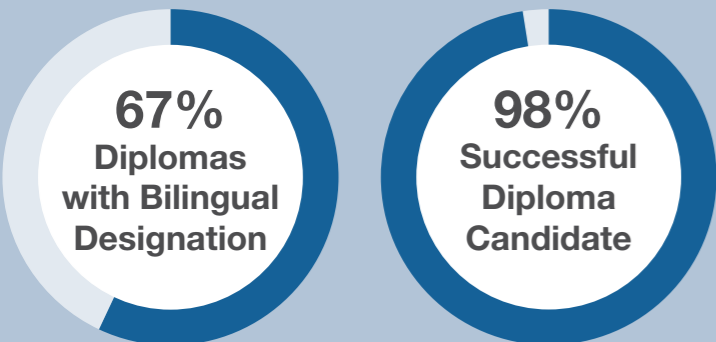 67%
Diplomas
with Bilingual
Designation
98%
Successful
Diploma
Candidate